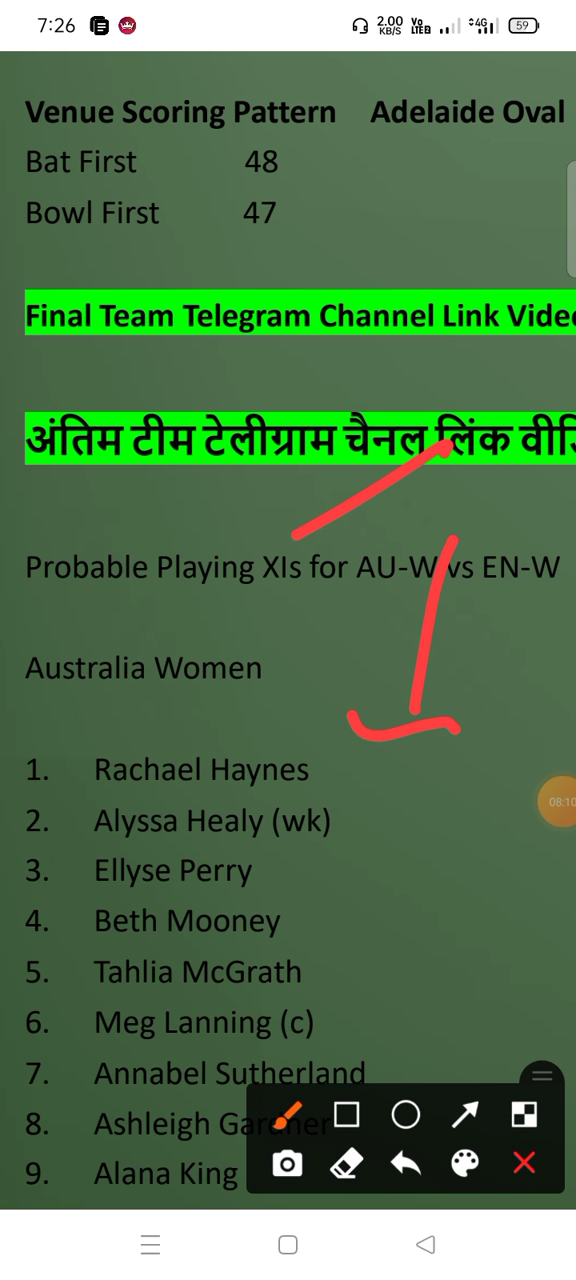 7:26 2.00 KB/S Vo LTE2 4G 59
Venue Scoring Pattern Adelaide Oval
Bat First 48
Bowl First 47
Final Team Telegram Channel Link Vide
अंतिम टीम टेलीग्राम चैनल लिंक
Probable Playing XIs for AU-W vs EN-W
Australia Women
1. Rachael Haynes
08:10
2. Alyssa Healy (wk)
3. Ellyse Perry
4. Beth Mooney
5. Tahlia McGrath
6. Meg Lanning (c)
7. Annabel Sutherland
8. Ashleigh Gardner
9. Alana King